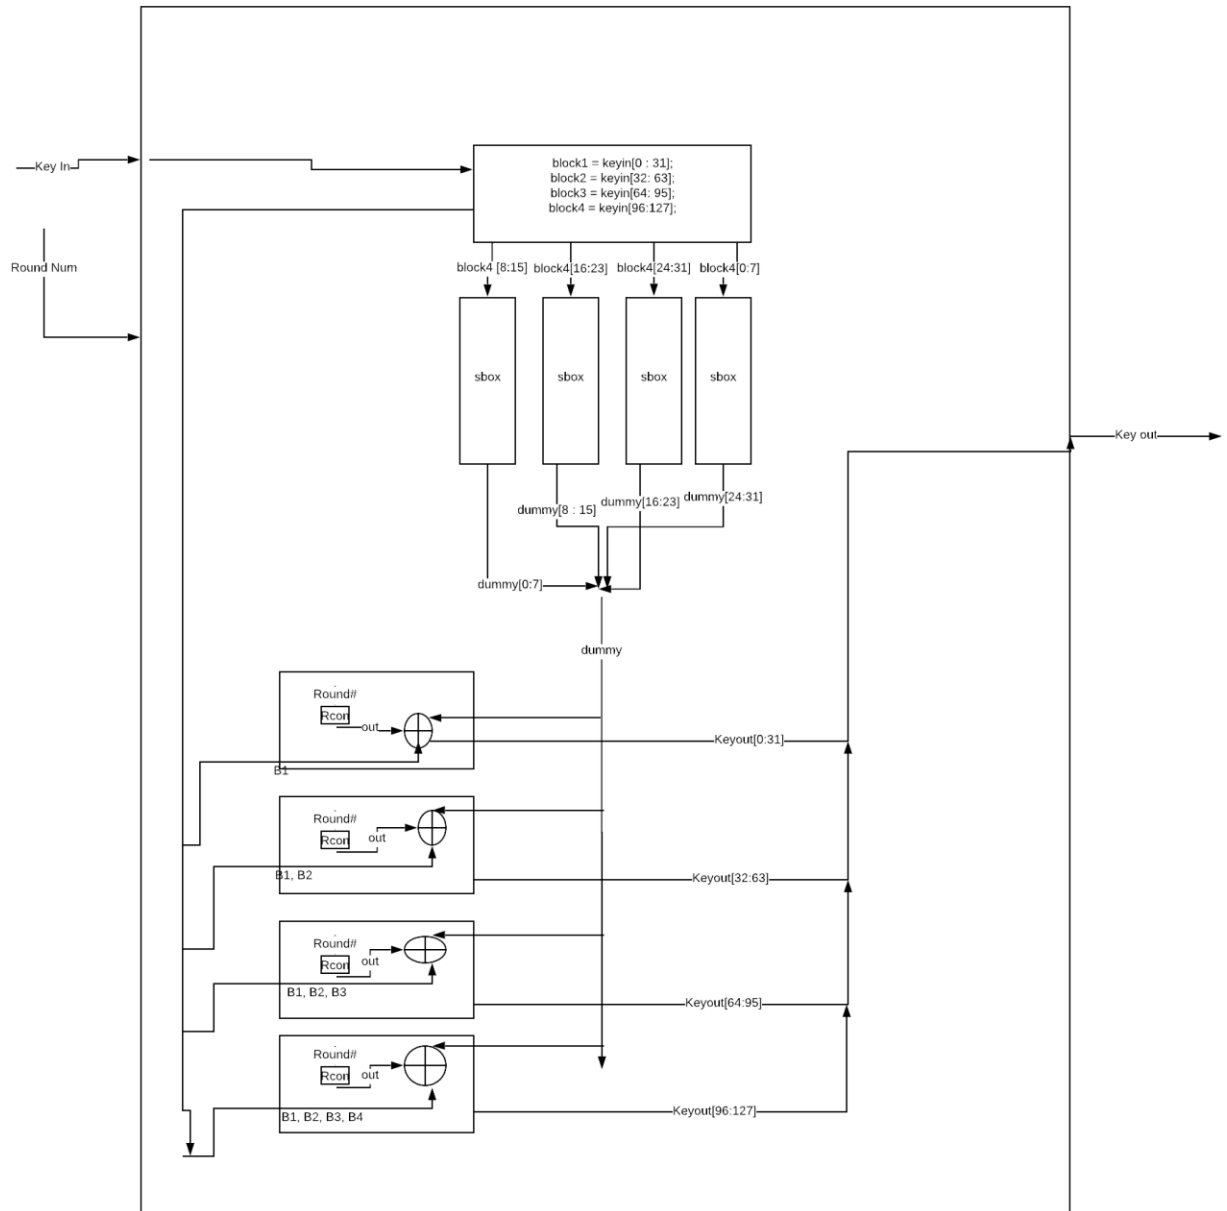 block1 = keyin[0 : 31];
block2 = keyin[32: 63];
block3 = keyin[64: 95];
block4 = keyin[96:127];
Key In
Round Num
block4 [8:15]
block4[16:23]
block4[24:31]
block4[0:7]
sbox
sbox
sbox
sbox
Key out
dummy[8 : 15]
dummy[16:23]
dummy[24:31]
dummy[0:7]
dummy
Round#
Rcon
out
Keyout[0:31]
B1
Round#
Rcon
out
B1, B2
Keyout[32:63]
Round#
Rcon
out
B1, B2, B3
Keyout[64:95]
Round#
Rcon
out
B1, B2, B3, B4
Keyout[96:127]